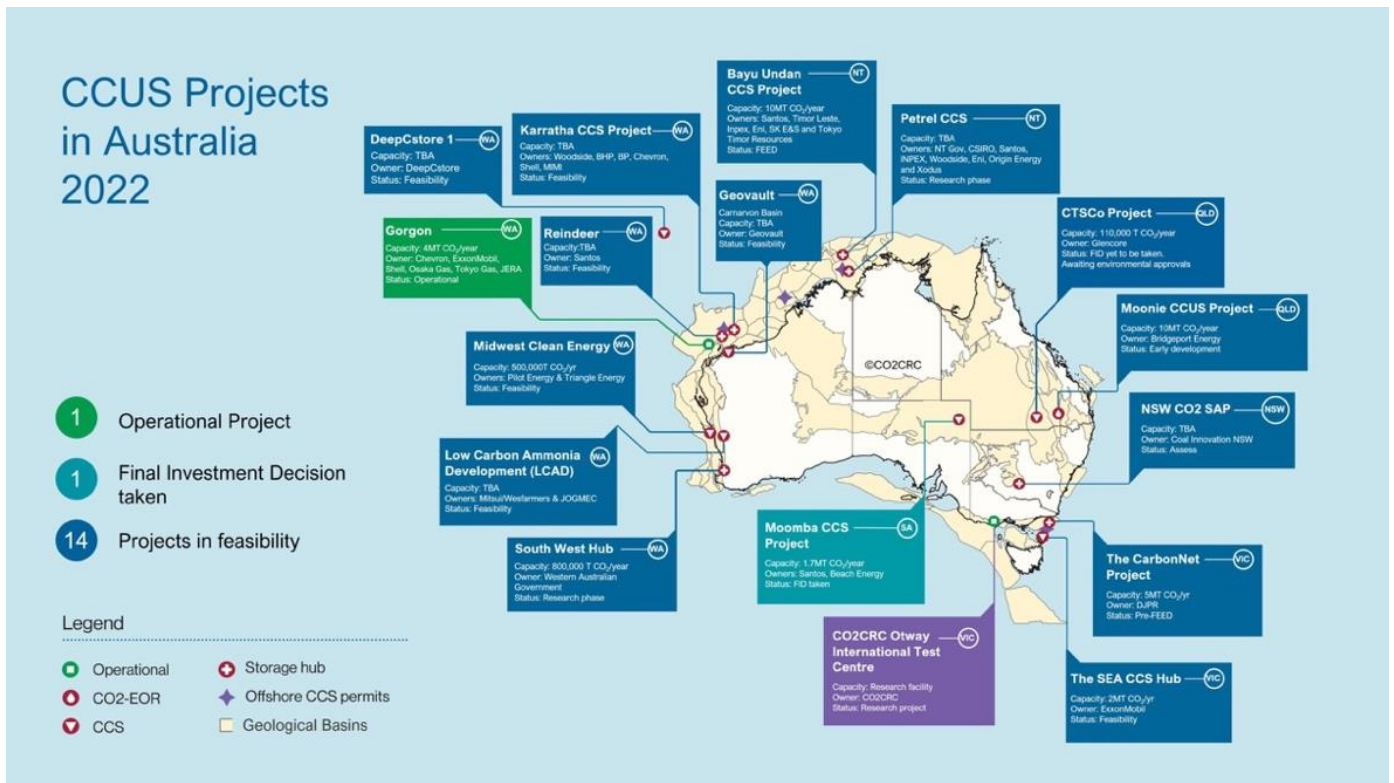 CCUS Projects
in Australia
2022
DeepCstore 1
WA
Capacity: TBA
Owner: DeepCstore
Status: Feasibility
Karratha CCS Project
WA
Capacity: TBA
Owners: Woodside, BHP, BP, Chevron,
Shell, MIMI
Status: Feasibility
Bayu Undan
CCS Project
NT
Capacity: 10MT CO₂/year
Owners: Santos, Timor Leste,
Inpex, Eni, SK E&S and Tokyo
Timor Resources
Status: FEED
Petrel CCS
NT
Capacity: TBA
Owners: NT Gov, CSIRO, Santos,
INPEX, Woodside, Eni, Origin Energy
and Xodus
Status: Research phase
Gorgon
WA
Capacity: 4MT CO₂/year
Owner: Chevron, ExxonMobil,
Shell, Osaka Gas, Tokyo Gas, JERA
Status: Operational
Reindeer
WA
Capacity:TBA
Owner: Santos
Status: Feasibility
Geovault
WA
Carnarvon Basin
Capacity: TBA
Owner: Geovault
Status: Feasibility
CTSCo Project
QLD
Capacity: 110,000 T CO₂/year
Owner: Glencore
Status: FID yet to be taken.
Awaiting environmental approvals
Moonie CCUS Project
QLD
Capacity: 10MT CO₂/year
Owner: Bridgeport Energy
Status: Early development
Midwest Clean Energy
WA
Capacity: 500,000T CO₂/yr
Owners: Pilot Energy & Triangle Energy
Status: Feasibility
©CO2CRC
NSW CO2 SAP
NSW
Capacity: TBA
Owner: Coal Innovation NSW
Status: Assess
Low Carbon Ammonia
Development (LCAD)
WA
Capacity: TBA
Owners: Mitsui/Wesfarmers & JOGMEC
Status: Feasibility
South West Hub
WA
Capacity: 800,000 T CO₂/year
Owner: Western Australian
Government
Status: Research phase
Moomba CCS
Project
SA
Capacity: 1.7MT CO₂/year
Owners: Santos, Beach Energy
Status: FID taken
The CarbonNet
Project
VIC
Capacity: 5MT CO₂/yr
Owner: DJPR
Status: Pre-FEED
CO2CRC Otway
International Test
Centre
VIC
Capacity: Research facility
Owner: CO2CRC
Status: Research project
The SEA CCS Hub
VIC
Capacity: 2MT CO₂/yr
Owner: ExxonMobil
Status: Feasibility
1
Operational Project
1
Final Investment Decision
taken
14
Projects in feasibility
Legend
Operational
CO2-EOR
CCS
Storage hub
Offshore CCS permits
Geological Basins